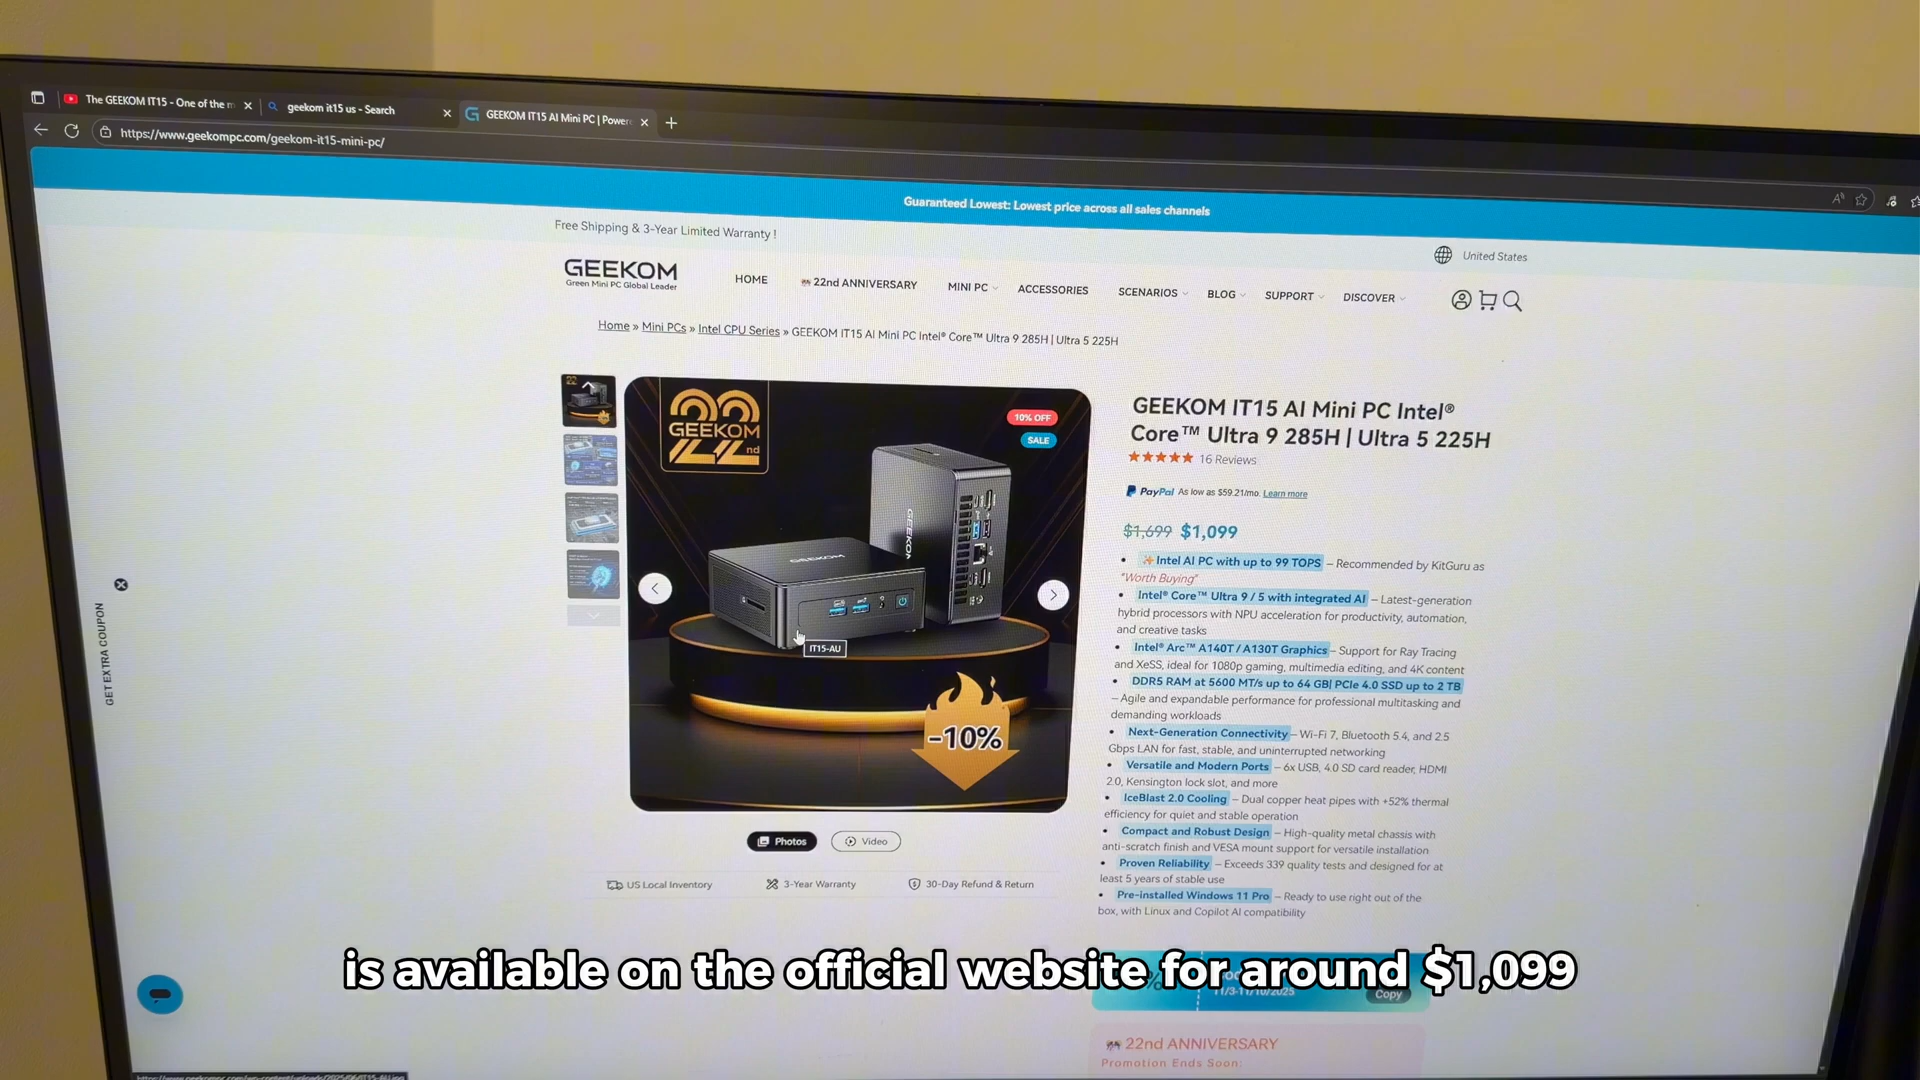 The GEEKOM IT15 - One of the m
geekom it15 us - Search
GEEKOM IT15 AI Mini PC | Power
https://www.geekompc.com/geekom-it15-mini-pc/
Guaranteed Lowest: Lowest price across all sales channels
Free Shipping & 3-Year Limited Warranty !
United States
GEEKOM
Green Mini PC Global Leader
HOME
22nd ANNIVERSARY
MINI PC
ACCESSORIES
SCENARIOS
BLOG
SUPPORT
DISCOVER
Home » Mini PCs » Intel CPU Series » GEEKOM IT15 AI Mini PC Intel® Core™ Ultra 9 285H | Ultra 5 225H
22
GEEKOM
nd
10% OFF
SALE
GEEKOM
GEEKOM
IT15-AU
-10%
Photos
Video
US Local Inventory
3-Year Warranty
30-Day Refund & Return
GET EXTRA COUPON
GEEKOM IT15 AI Mini PC Intel®
Core™ Ultra 9 285H | Ultra 5 225H
16 Reviews
PayPal As low as $59.21/mo. Learn more
$1,699 $1,099
• Intel AI PC with up to 99 TOPS – Recommended by KitGuru as
"Worth Buying"
• Intel® Core™ Ultra 9 / 5 with integrated AI – Latest-generation
hybrid processors with NPU acceleration for productivity, automation,
and creative tasks
• Intel® Arc™ A140T / A130T Graphics – Support for Ray Tracing
and XeSS, ideal for 1080p gaming, multimedia editing, and 4K content
• DDR5 RAM at 5600 MT/s up to 64 GB| PCIe 4.0 SSD up to 2 TB
– Agile and expandable performance for professional multitasking and
demanding workloads
• Next-Generation Connectivity – Wi-Fi 7, Bluetooth 5.4, and 2.5
Gbps LAN for fast, stable, and uninterrupted networking
• Versatile and Modern Ports – 6x USB, 4.0 SD card reader, HDMI
2.0, Kensington lock slot, and more
• IceBlast 2.0 Cooling – Dual copper heat pipes with +52% thermal
efficiency for quiet and stable operation
• Compact and Robust Design – High-quality metal chassis with
anti-scratch finish and VESA mount support for versatile installation
• Proven Reliability – Exceeds 339 quality tests and designed for at
least 5 years of stable use
• Pre-installed Windows 11 Pro – Ready to use right out of the
box, with Linux and Copilot AI compatibility
is available on the official website for around $1,099
11/3-11/10/2025
Copy
22nd ANNIVERSARY
Promotion Ends Soon: